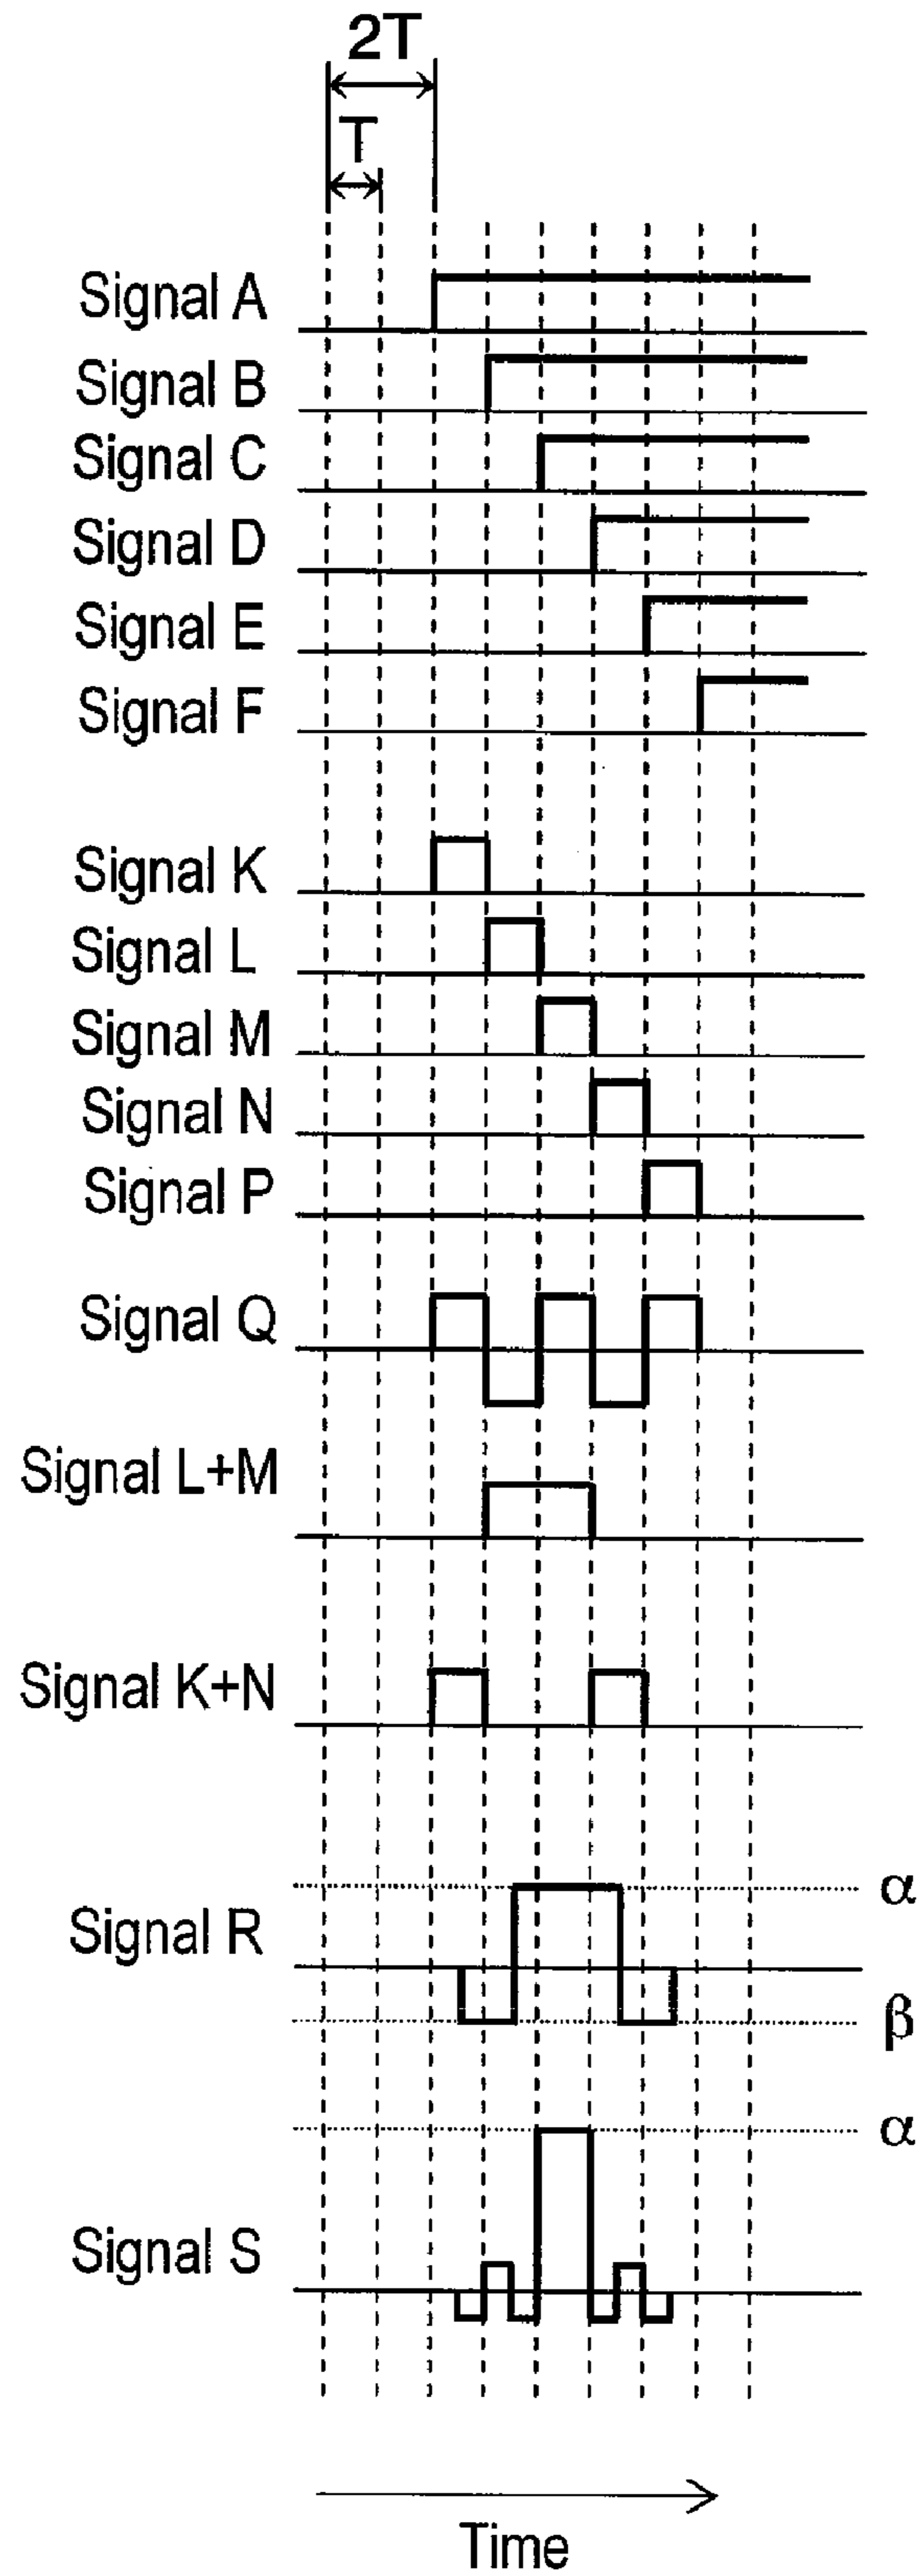 2T
T
Signal A
Signal B
Signal C
Signal D
Signal E
Signal F
Signal K
Signal L
Signal M
Signal N
Signal P
Signal Q
Signal L+M
Signal K+N
α
Signal R
β
α
Signal S
Time